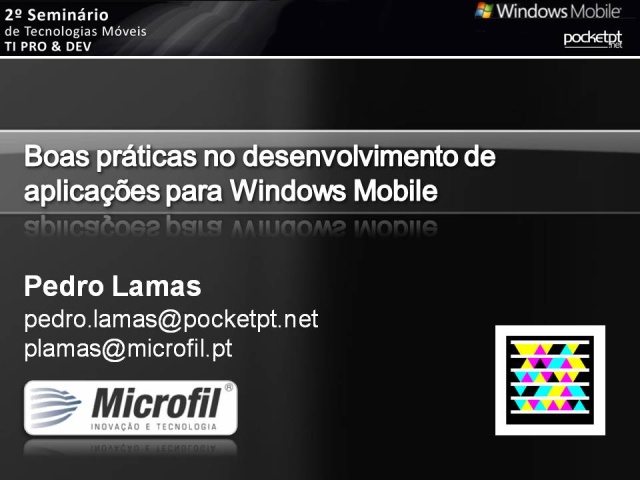 2º Seminário
de Tecnologias Móveis
TI PRO & DEV
Windows Mobile
pocketpt
.net
Boas práticas no desenvolvimento de
aplicações para Windows Mobile
Pedro Lamas
pedro.lamas@pocketpt.net
plamas@microfil.pt
Microfil®
INOVAÇÃO E TECNOLOGIA